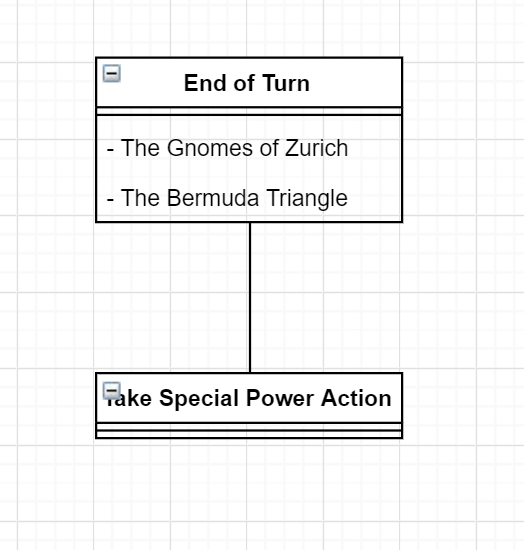 End of Turn
- The Gnomes of Zurich
- The Bermuda Triangle
Take Special Power Action